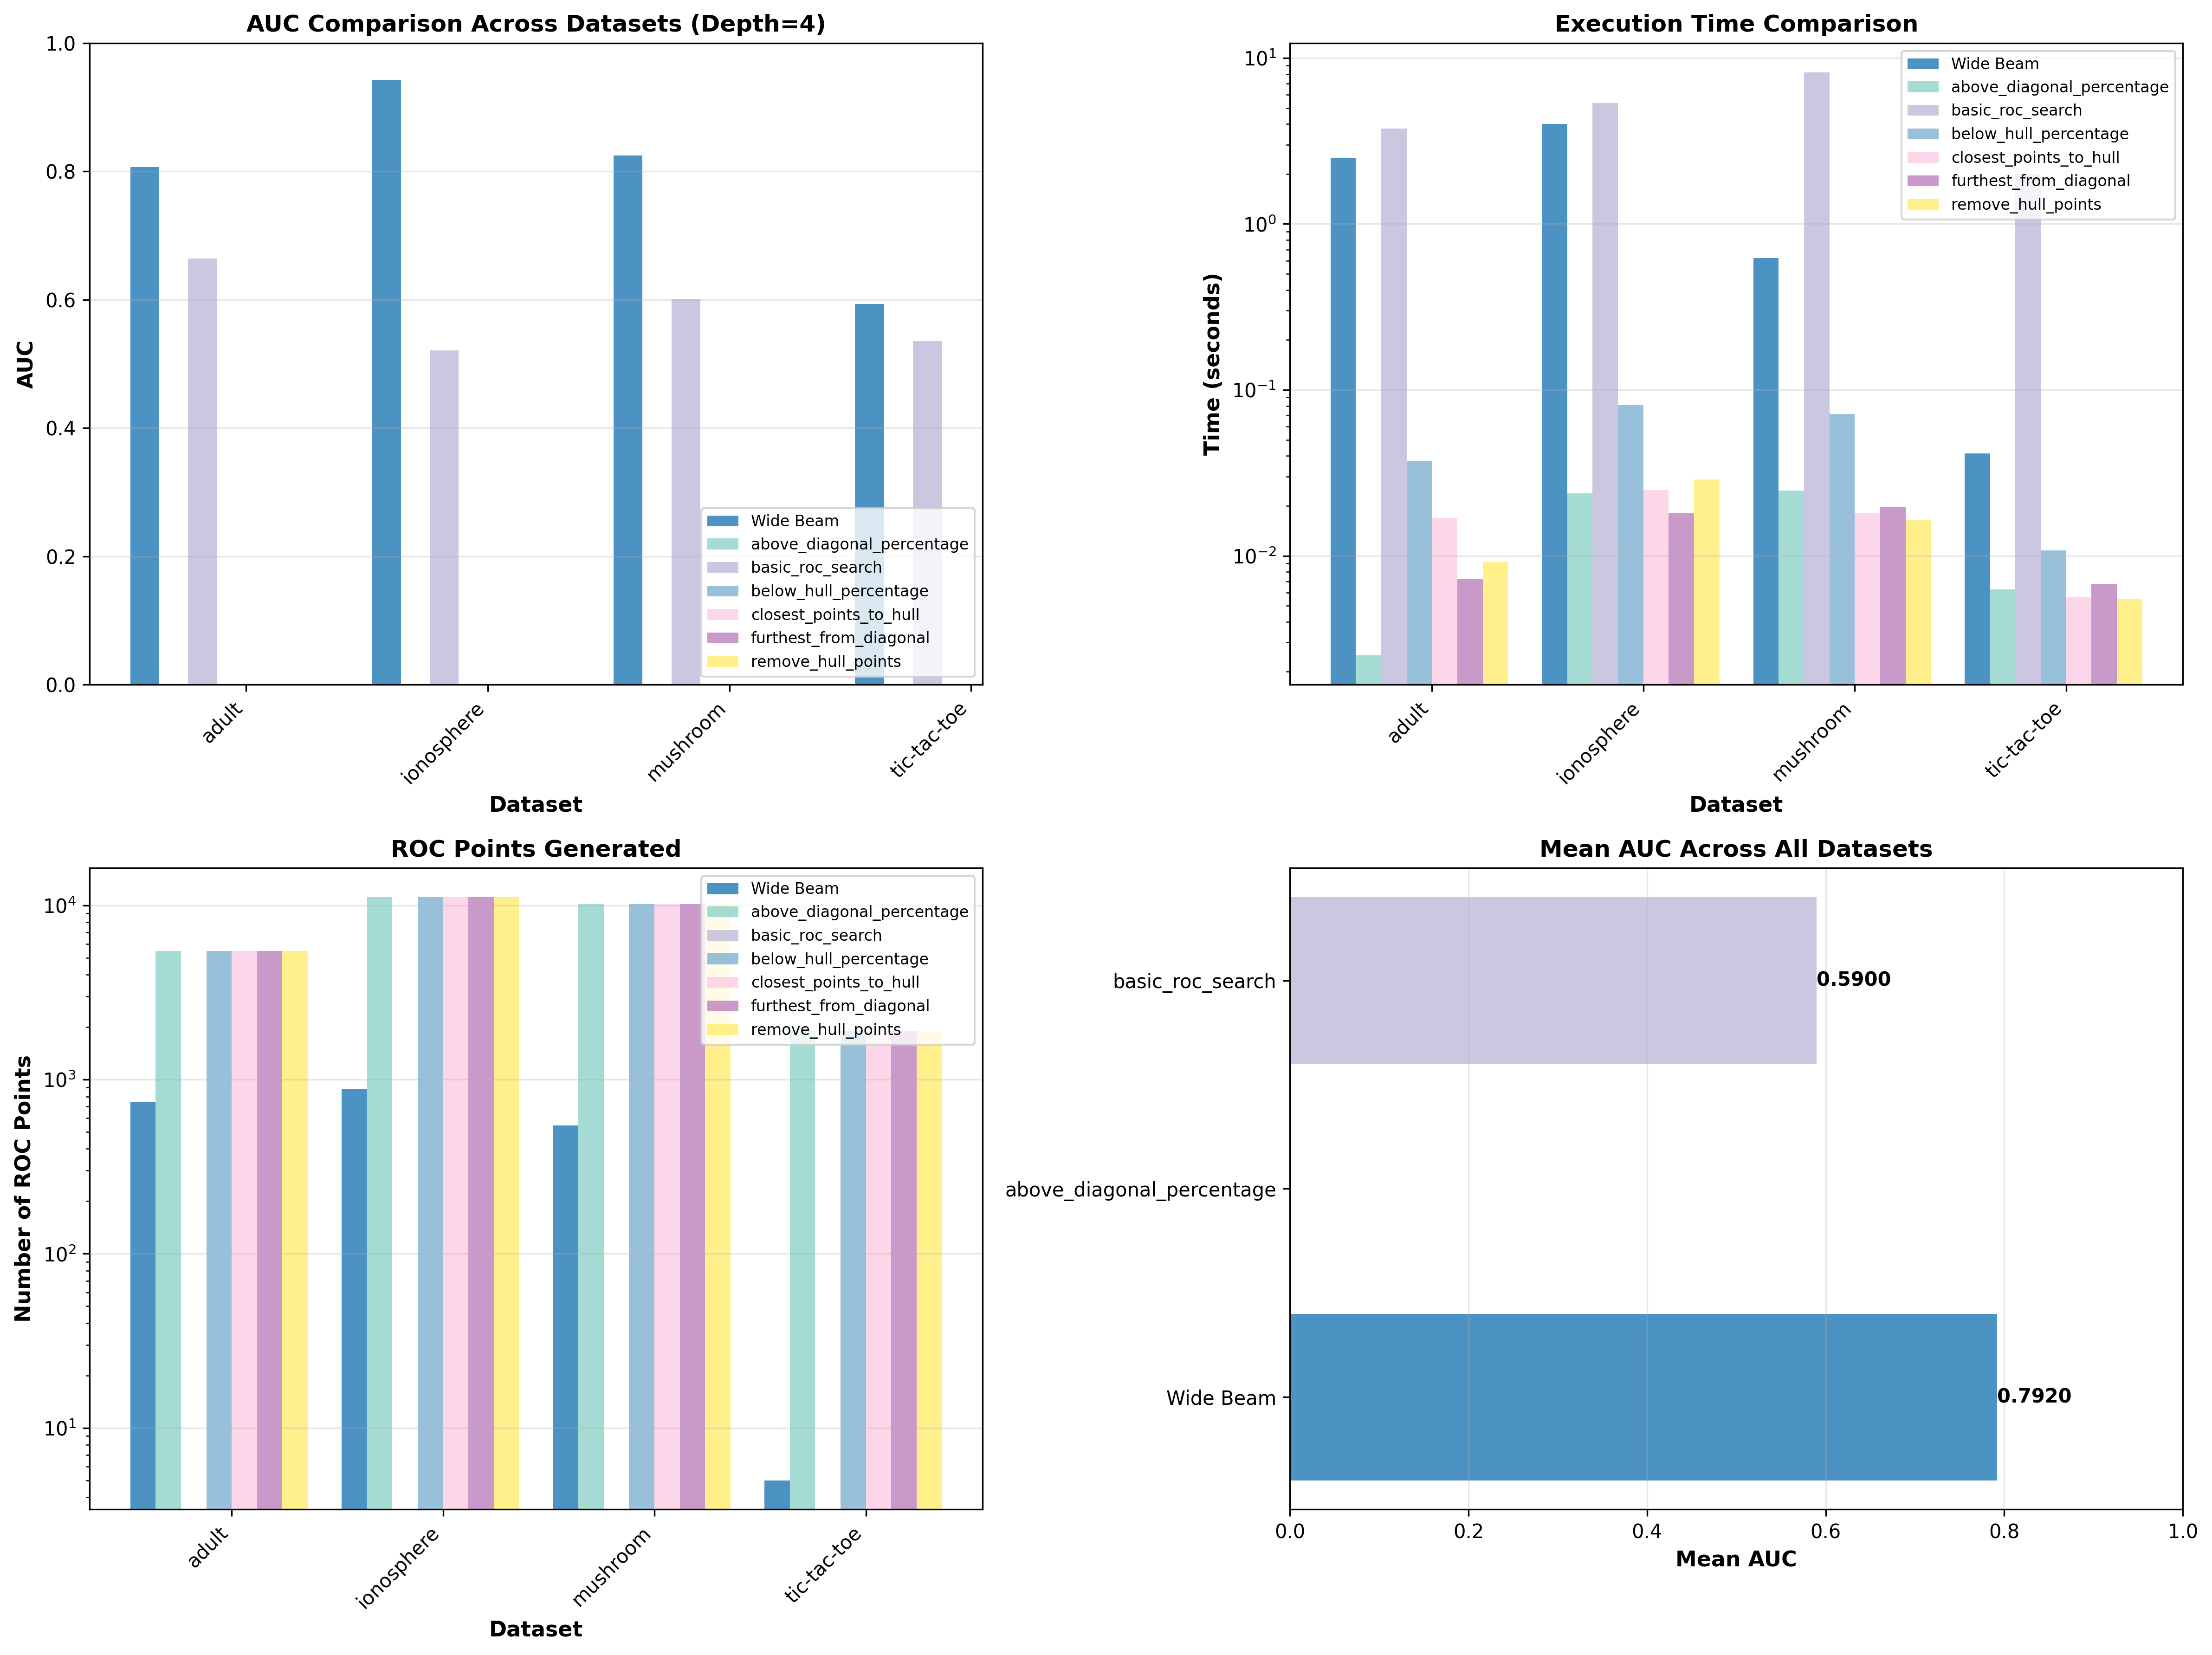 AUC Comparison Across Datasets (Depth=4)
AUC
1.0
0.8
0.6
0.4
0.2
0.0
Wide Beam
above_diagonal_percentage
basic_roc_search
below_hull_percentage
closest_points_to_hull
furthest_from_diagonal
remove_hull_points
adult
ionosphere
mushroom
tic-tac-toe
Dataset
Execution Time Comparison
Time (seconds)
10¹
10⁰
10⁻¹
10⁻²
Wide Beam
above_diagonal_percentage
basic_roc_search
below_hull_percentage
closest_points_to_hull
furthest_from_diagonal
remove_hull_points
adult
ionosphere
mushroom
tic-tac-toe
Dataset
ROC Points Generated
Number of ROC Points
10⁴
10³
10²
10¹
Wide Beam
above_diagonal_percentage
basic_roc_search
below_hull_percentage
closest_points_to_hull
furthest_from_diagonal
remove_hull_points
adult
ionosphere
mushroom
tic-tac-toe
Dataset
Mean AUC Across All Datasets
basic_roc_search
0.5900
above_diagonal_percentage
Wide Beam
0.7920
0.0 0.2 0.4 0.6 0.8 1.0
Mean AUC